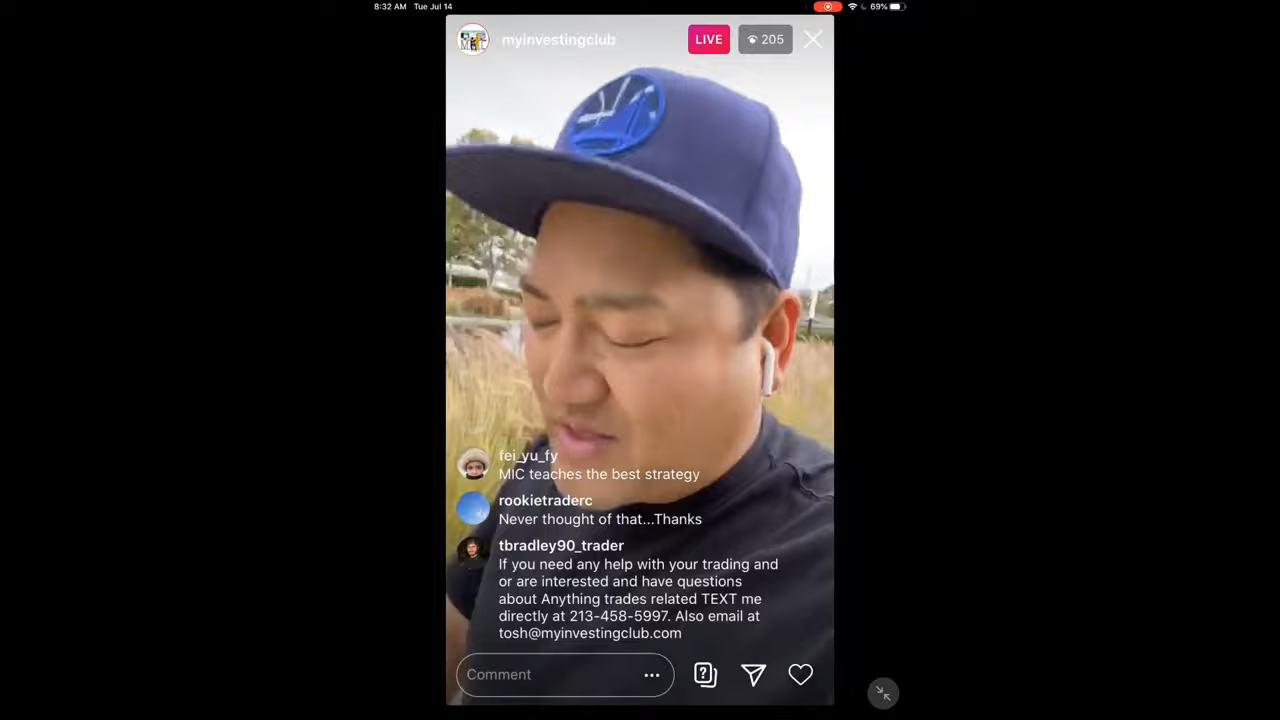 8:32 AM Tue Jul 14
69%
myinvestingclub
LIVE
205
fei_yu_fy
MIC teaches the best strategy
rookietraderc
Never thought of that...Thanks
tbradley90_trader
If you need any help with your trading and
or are interested and have questions
about Anything trades related TEXT me
directly at 213-458-5997. Also email at
tosh@myinvestingclub.com
Comment